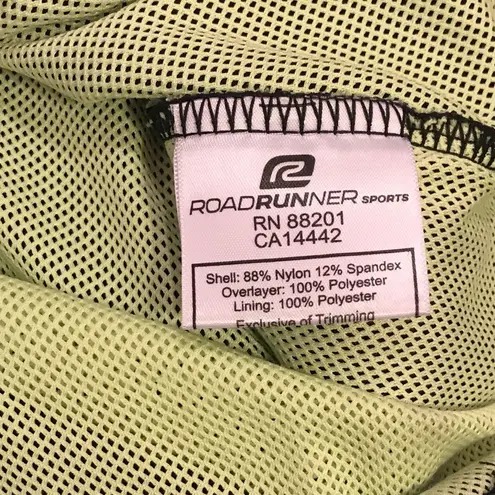 ROADRUNNER SPORTS
RN 88201
CA14442
Shell: 88% Nylon 12% Spandex
Overlayer: 100% Polyester
Lining: 100% Polyester
Exclusive of Trimming